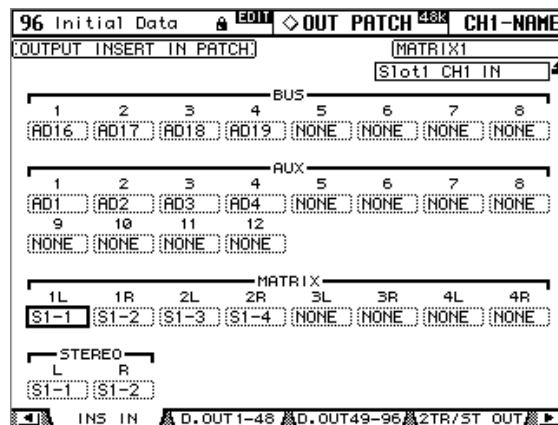 96 Initial Data EDIT ◇OUT PATCH 48K CH1-NAME
OUTPUT INSERT IN PATCH MATRIX1
Slot1 CH1 IN
BUS
1 2 3 4 5 6 7 8
AD16 AD17 AD18 AD19 NONE NONE NONE NONE
AUX
1 2 3 4 5 6 7 8
AD1 AD2 AD3 AD4 NONE NONE NONE NONE
9 10 11 12
NONE NONE NONE NONE
MATRIX
1L 1R 2L 2R 3L 3R 4L 4R
S1-1 S1-2 S1-3 S1-4 NONE NONE NONE NONE
STEREO
L R
S1-1 S1-2
INS IN D.OUT1-48 D.OUT49-96 2TR/ST OUT